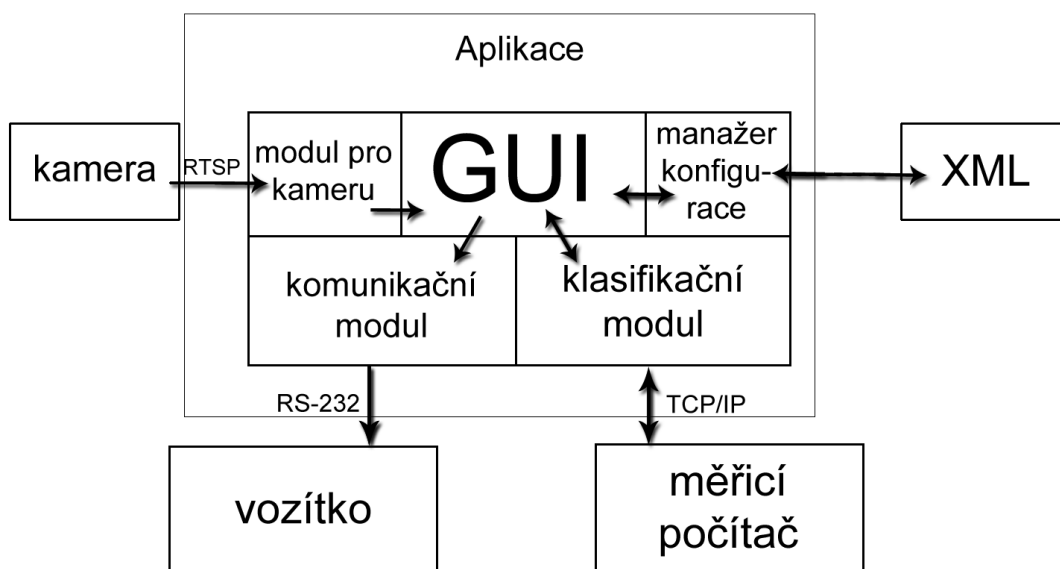 Aplikace
kamera
RTSP
modul pro
kameru
GUI
manažer
konfigu-
race
XML
komunikační
modul
klasifikační
modul
RS-232
TCP/IP
vozítko
měřicí
počítač